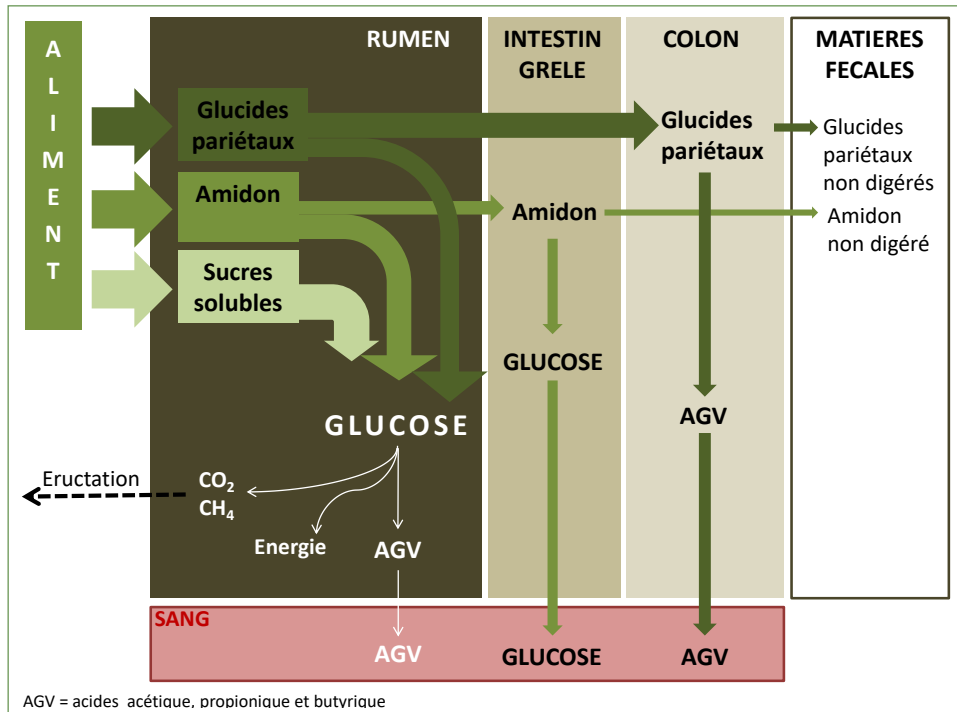 ALIMENT
RUMEN
INTESTIN
GRELE
COLON
MATIERES
FECALES
Glucides
pariétaux
Glucides
pariétaux
Glucides
pariétaux
non digérés
Amidon
Amidon
Amidon
non digéré
Sucres
solubles
GLUCOSE
GLUCOSE
AGV
Eructation
CO₂
CH₄
Energie
AGV
SANG
AGV
GLUCOSE
AGV
AGV = acides acétique, propionique et butyrique